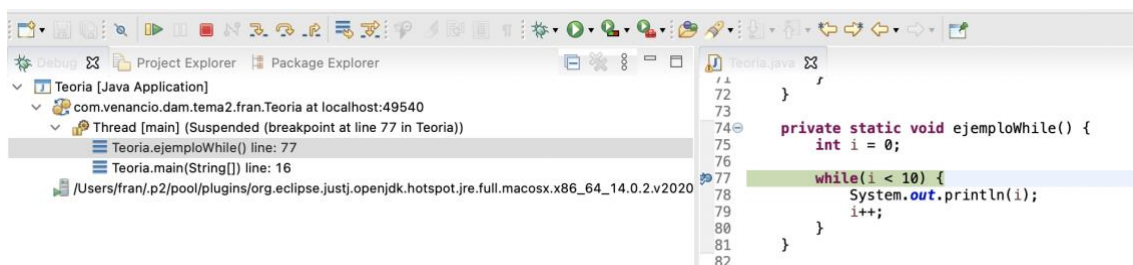 Debug Project Explorer Package Explorer
Teoria [Java Application]
com.venancio.dam.tema2.fran.Teoria at localhost:49540
Thread [main] (Suspended (breakpoint at line 77 in Teoria))
Teoria.ejemploWhile() line: 77
Teoria.main(String[]) line: 16
/Users/fran/.p2/pool/plugins/org.eclipse.justj.openjdk.hotspot.jre.full.macosx.x86_64_14.0.2.v2020
Teoria.java
71 }
72 }
73
74 private static void ejemploWhile() {
75 int i = 0;
76
77 while(i < 10) {
78 System.out.println(i);
79 i++;
80 }
81 }
82